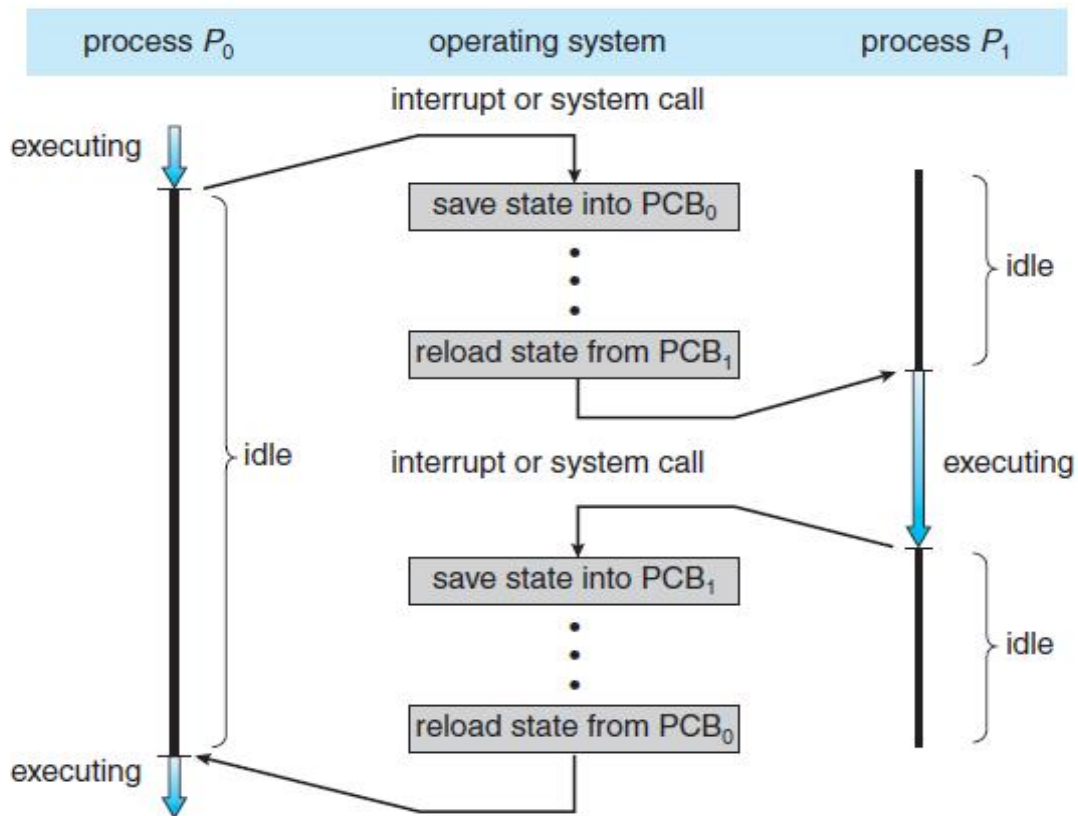 process P₀ operating system process P₁
interrupt or system call
executing
save state into PCB₀
idle
reload state from PCB₁
idle
interrupt or system call
executing
save state into PCB₁
idle
reload state from PCB₀
executing